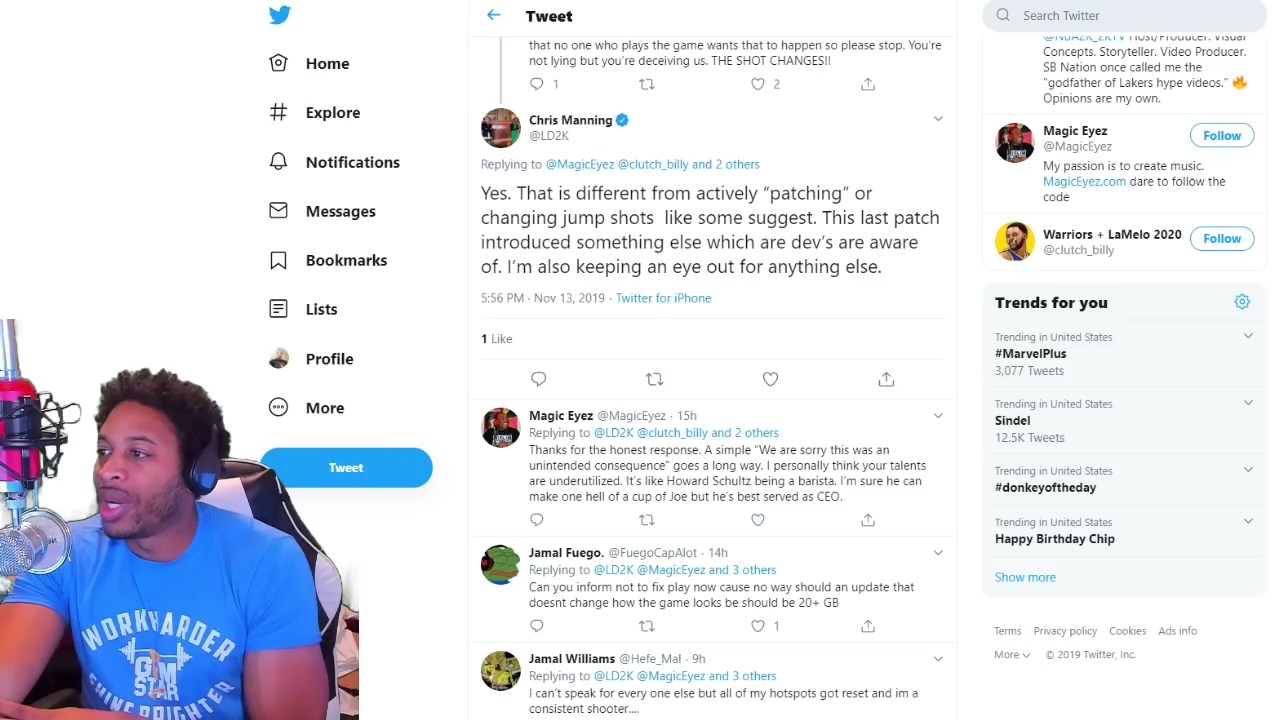 Home
Explore
Notifications
Messages
Bookmarks
Lists
Profile
More
Tweet
WORK HARDER
GM
STAR
SHINE BRIGHTER
Tweet
that no one who plays the game wants that to happen so please stop. You're
not lying but you're deceiving us. THE SHOT CHANGES!!
1
2
Chris Manning
@LD2K
Replying to @MagicEyez @clutch_billy and 2 others
Yes. That is different from actively “patching” or
changing jump shots like some suggest. This last patch
introduced something else which are dev’s are aware
of. I’m also keeping an eye out for anything else.
5:56 PM · Nov 13, 2019 · Twitter for iPhone
1 Like
Magic Eyez @MagicEyez · 15h
Replying to @LD2K @clutch_billy and 2 others
Thanks for the honest response. A simple "We are sorry this was an
unintended consequence" goes a long way. I personally think your talents
are underutilized. It's like Howard Schultz being a barista. I'm sure he can
make one hell of a cup of Joe but he's best served as CEO.
Jamal Fuego. @FuegoCapAlot · 14h
Replying to @LD2K @MagicEyez and 3 others
Can you inform not to fix play now cause no way should an update that
doesnt change how the game looks be should be 20+ GB
1
Jamal Williams @Hefe_Mal · 9h
Replying to @LD2K @MagicEyez and 3 others
I can't speak for every one else but all of my hotspots got reset and im a
consistent shooter....
Search Twitter
@NBA2K_2KTV Host/Producer. Visual
Concepts. Storyteller. Video Producer.
SB Nation once called me the
"godfather of Lakers hype videos." 🔥
Opinions are my own.
Magic Eyez
@MagicEyez
Follow
My passion is to create music.
MagicEyez.com dare to follow the
code
Warriors + LaMelo 2020
@clutch_billy
Follow
Trends for you
Trending in United States
#MarvelPlus
3,077 Tweets
Trending in United States
Sindel
12.5K Tweets
Trending in United States
#donkeyoftheday
Trending in United States
Happy Birthday Chip
Show more
Terms Privacy policy Cookies Ads info
More © 2019 Twitter, Inc.